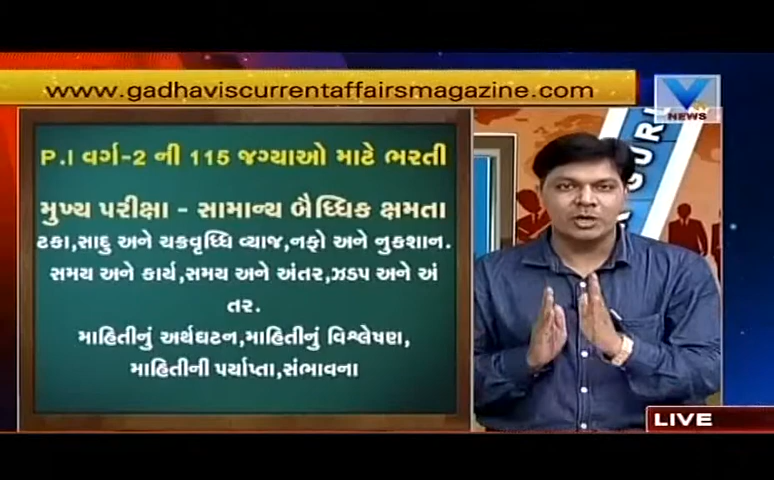 www.gadhaviscurrentaffairsmagazine.com
NEWS
P.I વર્ગ-2 ની 115 જગ્યાઓ માટે ભરતી
મુખ્ય પરીક્ષા - સામાન્ય બૈધ્ધિક ક્ષમતા
ટકા,સાદુ અને ચક્રવૃધ્ધિ વ્યાજ,નફો અને નુકશાન.
સમય અને કાર્ય,સમય અને અંતર,ઝડપ અને અં
તર.
માહિતીનું અર્થઘટન,માહિતીનું વિશ્લેષણ,
માહિતીની પર્યાપ્તા,સંભાવના
LIVE